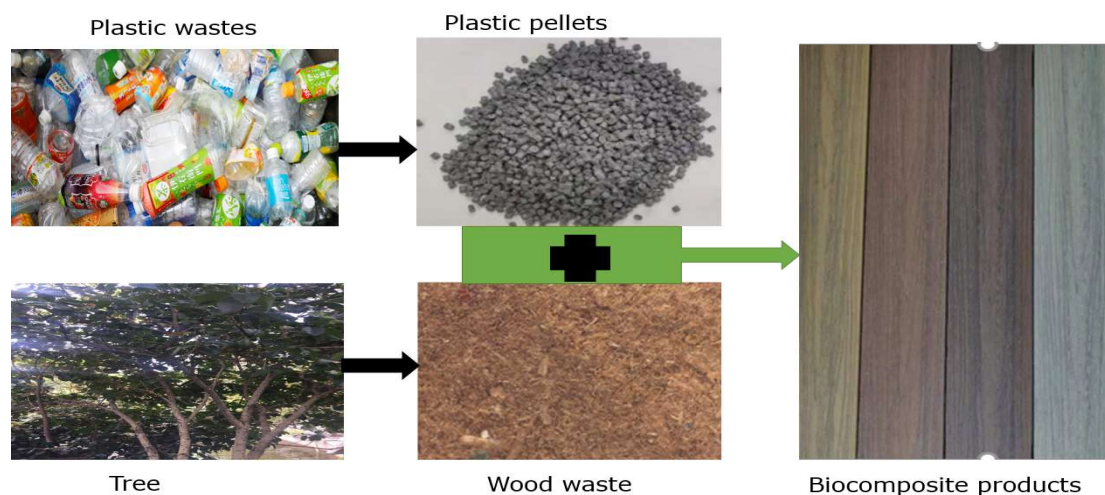 Plastic wastes
Plastic pellets
Tree
Wood waste
Biocomposite products